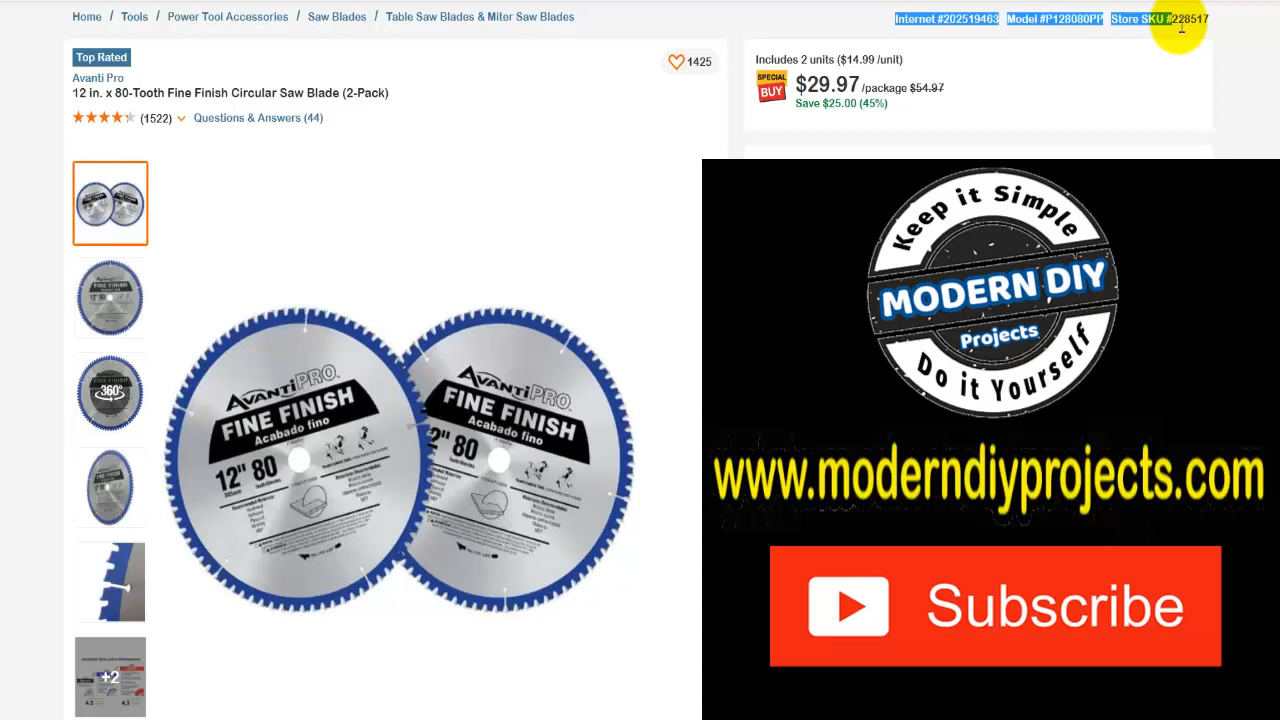 Home / Tools / Power Tool Accessories / Saw Blades / Table Saw Blades & Miter Saw Blades
Internet #202519463 Model #P128080PP Store SKU #228517
Top Rated
Avanti Pro
12 in. x 80-Tooth Fine Finish Circular Saw Blade (2-Pack)
(1522) Questions & Answers (44)
1425
Includes 2 units ($14.99 /unit)
SPECIAL
BUY
$29.97 /package $54.97
Save $25.00 (45%)
360°
+2
AVANTI PRO
FINE FINISH
Acabado fino
12" 80
AVANTI PRO
FINE FINISH
Acabado fino
2" 80
Keep it Simple
MODERN DIY
Projects
Do it Yourself
www.moderndiyprojects.com
Subscribe